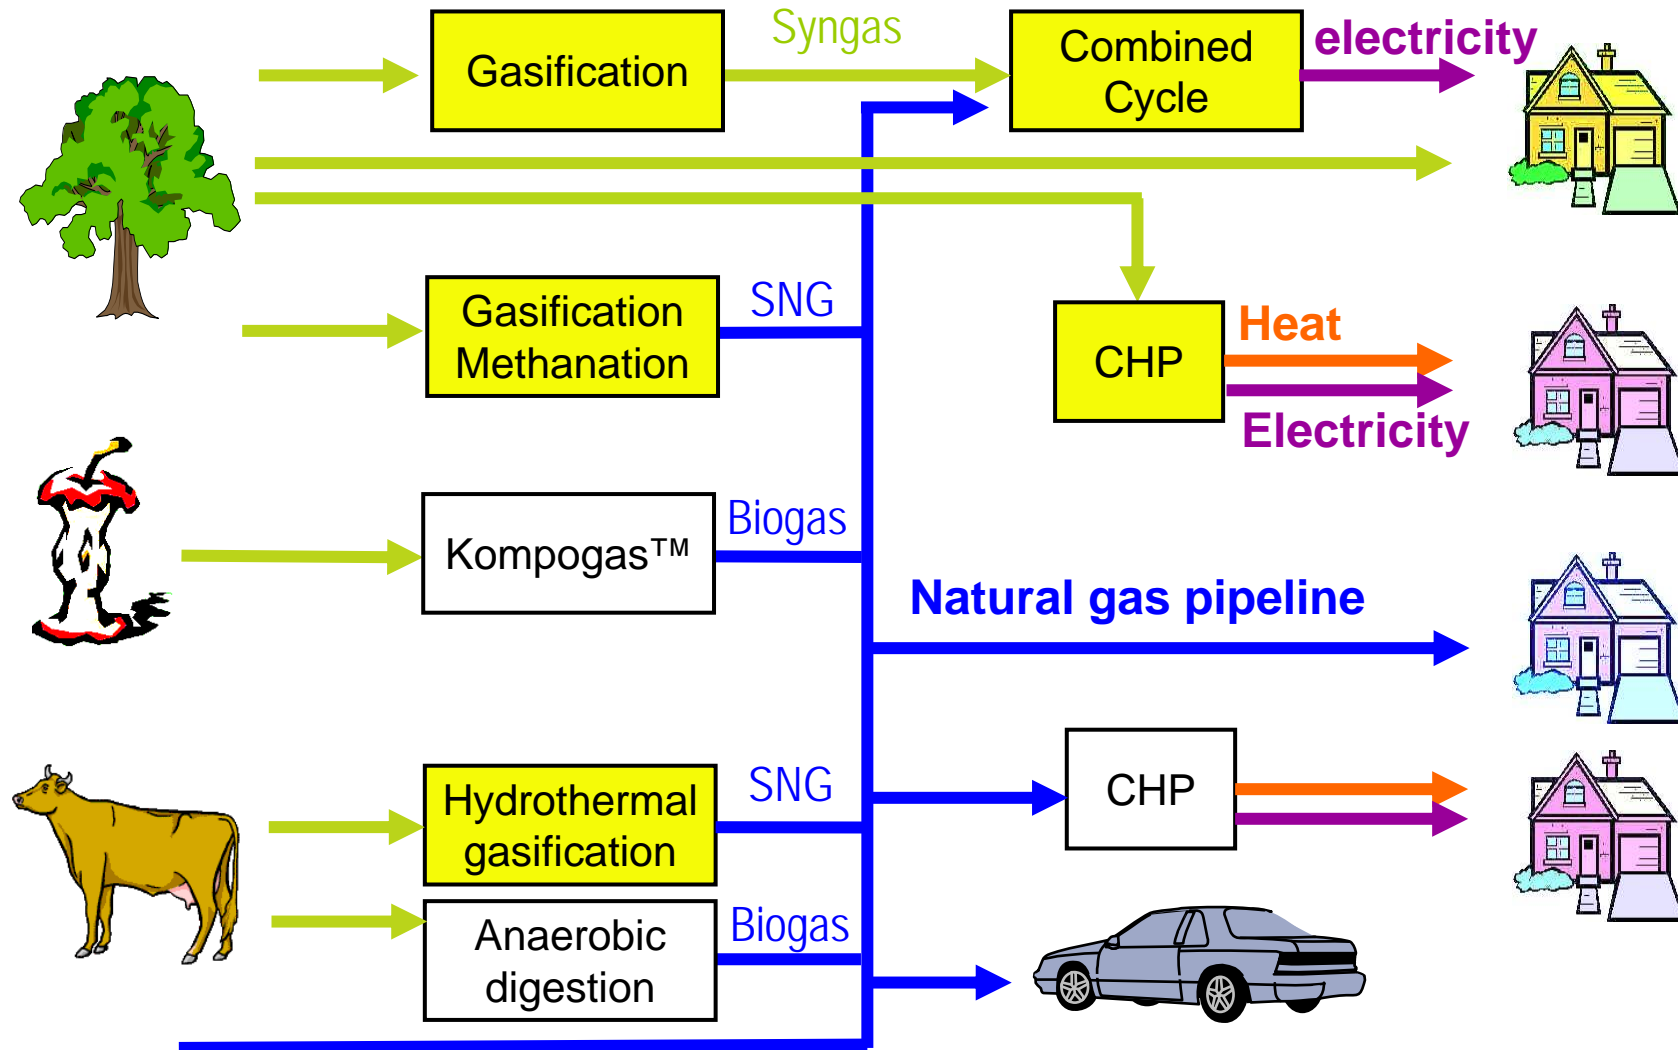 Gasification
Syngas
Combined
Cycle
electricity
Gasification
Methanation
SNG
CHP
Heat
Electricity
Kompogas™
Biogas
Natural gas pipeline
Hydrothermal
gasification
SNG
CHP
Anaerobic
digestion
Biogas